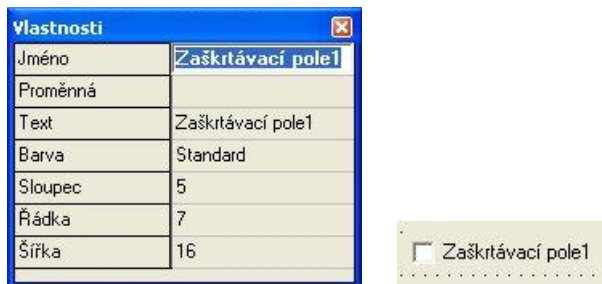 Vlastnosti
Jméno Zaškrtávací pole1
Proměnná
Text Zaškrtávací pole1
Barva Standard
Sloupec 5
Řádka 7
Šířka 16
Zaškrtávací pole1